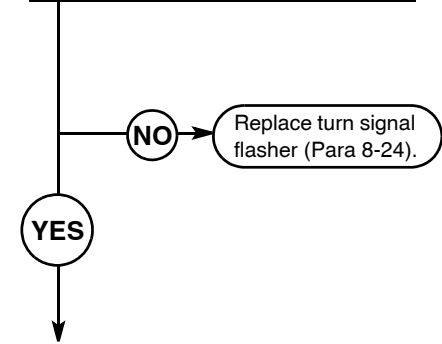 NO
Replace turn signal
flasher (Para 8-24).
YES